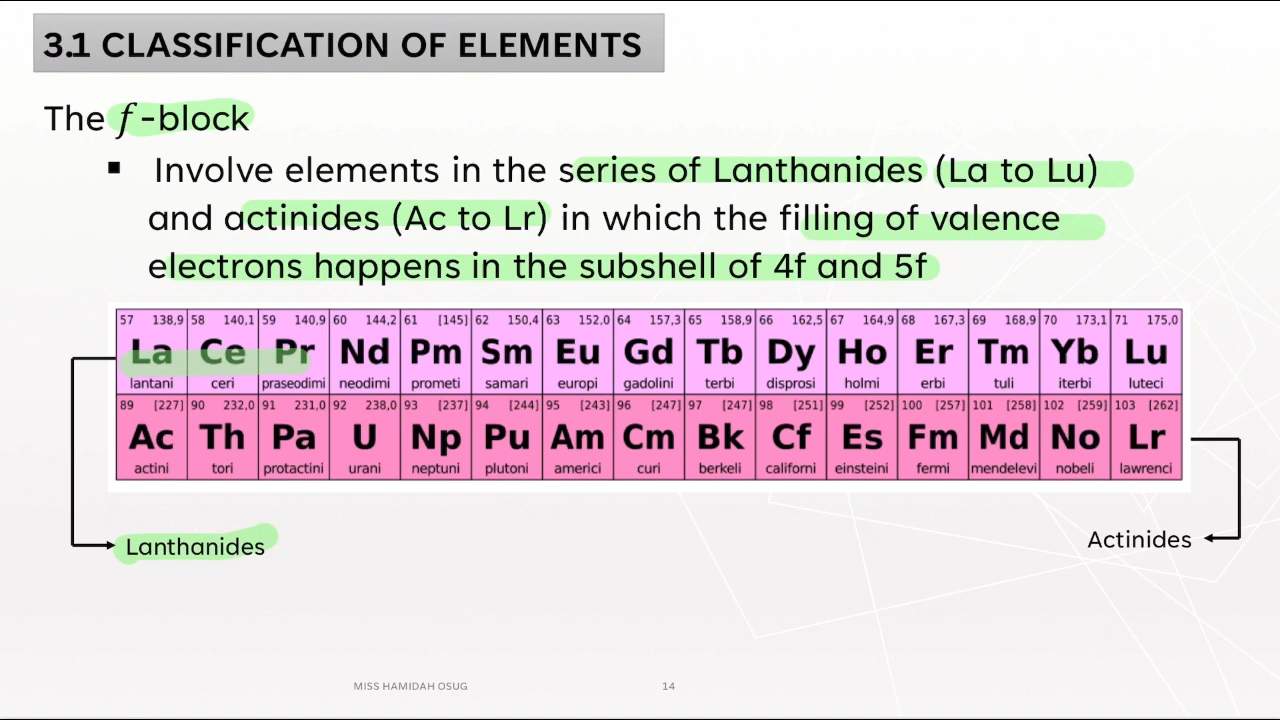 3.1 CLASSIFICATION OF ELEMENTS
The f -block
▪ Involve elements in the series of Lanthanides (La to Lu)
and actinides (Ac to Lr) in which the filling of valence
electrons happens in the subshell of 4f and 5f
57 138,9 58 140,1 59 140,9 60 144,2 61 [145] 62 150,4 63 152,0 64 157,3 65 158,9 66 162,5 67 164,9 68 167,3 69 168,9 70 173,1 71 175,0
La Ce Pr Nd Pm Sm Eu Gd Tb Dy Ho Er Tm Yb Lu
lantani ceri praseodimi neodimi prometi samari europi gadolini terbi disprosi holmi erbi tuli iterbi luteci
89 [227] 90 232,0 91 231,0 92 238,0 93 [237] 94 [244] 95 [243] 96 [247] 97 [247] 98 [251] 99 [252] 100 [257] 101 [258] 102 [259] 103 [262]
Ac Th Pa U Np Pu Am Cm Bk Cf Es Fm Md No Lr
actini tori protactini urani neptuni plutoni americi curi berkeli californi einsteini fermi mendelevi nobeli lawrenci
Lanthanides
Actinides
MISS HAMIDAH OSUG 14